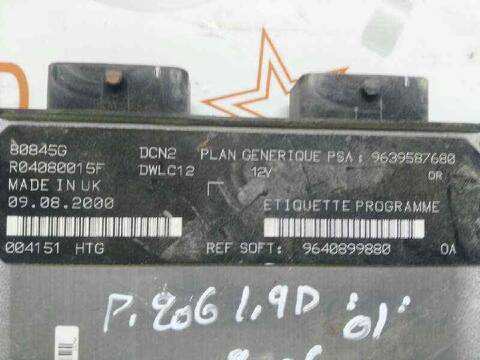 80845G DCN2 PLAN GENERIQUE PSA : 9639587680
R04080015F DWLC12 12V OR
MADE IN UK
09.08.2000 ETIQUETTE PROGRAMME
004151 HTG REF SOFT: 9640899880 0A
P. 206 1,9D '01'